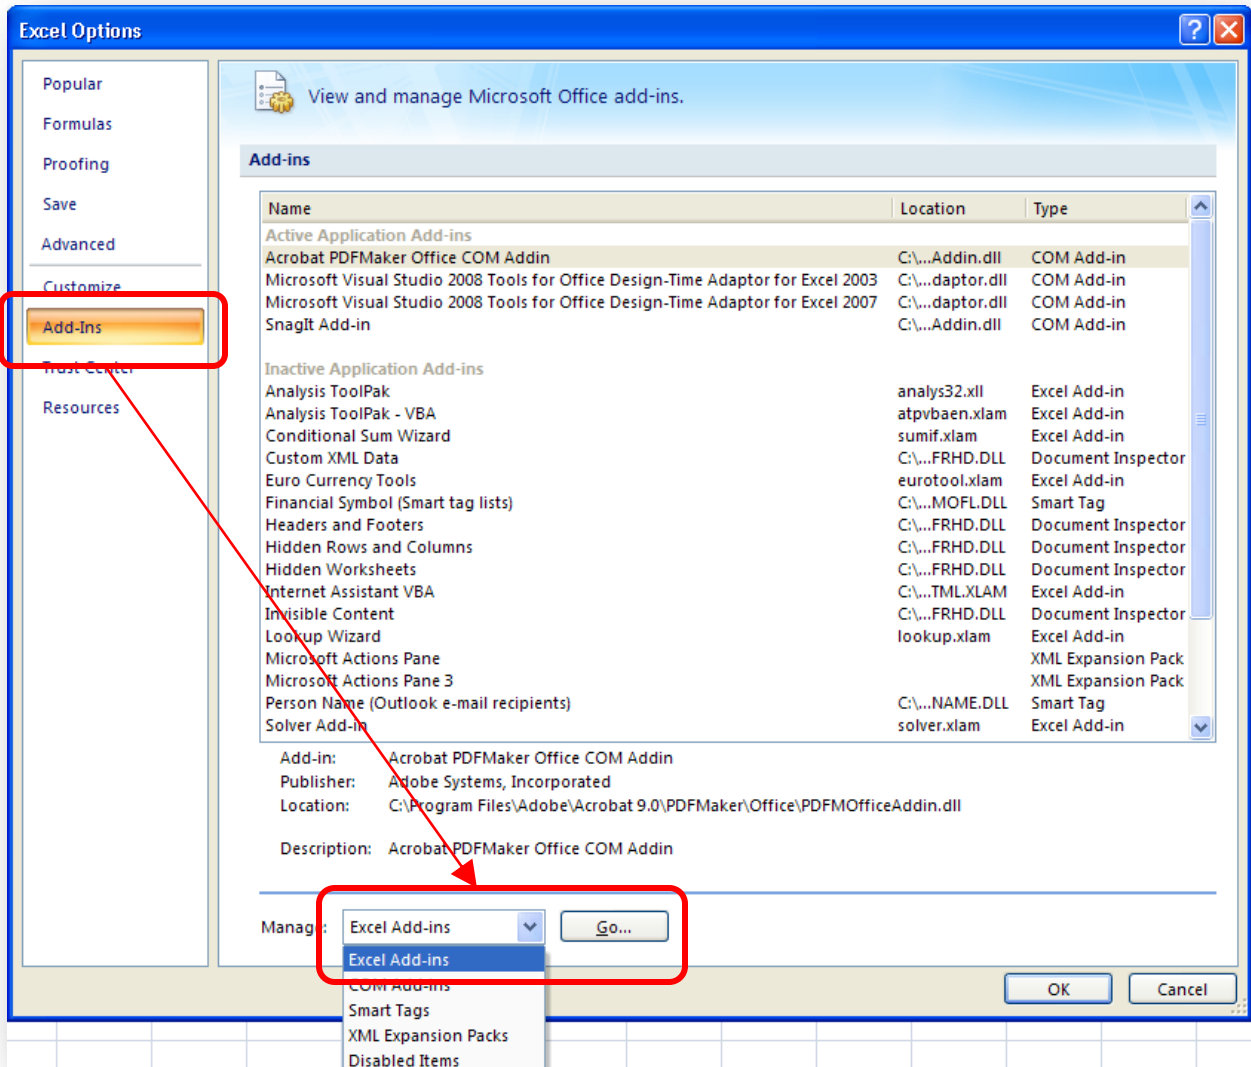 Excel Options
Popular
Formulas
Proofing
Save
Advanced
Customize
Add-Ins
Trust Center
Resources
View and manage Microsoft Office add-ins.
Add-ins
Name Location Type
Active Application Add-ins
Acrobat PDFMaker Office COM Addin C:\...Addin.dll COM Add-in
Microsoft Visual Studio 2008 Tools for Office Design-Time Adaptor for Excel 2003 C:\...daptor.dll COM Add-in
Microsoft Visual Studio 2008 Tools for Office Design-Time Adaptor for Excel 2007 C:\...daptor.dll COM Add-in
SnagIt Add-in C:\...Addin.dll COM Add-in
Inactive Application Add-ins
Analysis ToolPak analys32.xll Excel Add-in
Analysis ToolPak - VBA atpvbaen.xlam Excel Add-in
Conditional Sum Wizard sumif.xlam Excel Add-in
Custom XML Data C:\...FRHD.DLL Document Inspector
Euro Currency Tools eurotool.xlam Excel Add-in
Financial Symbol (Smart tag lists) C:\...MOFL.DLL Smart Tag
Headers and Footers C:\...FRHD.DLL Document Inspector
Hidden Rows and Columns C:\...FRHD.DLL Document Inspector
Hidden Worksheets C:\...FRHD.DLL Document Inspector
Internet Assistant VBA C:\...TML.XLAM Excel Add-in
Invisible Content C:\...FRHD.DLL Document Inspector
Lookup Wizard lookup.xlam Excel Add-in
Microsoft Actions Pane XML Expansion Pack
Microsoft Actions Pane 3 XML Expansion Pack
Person Name (Outlook e-mail recipients) C:\...NAME.DLL Smart Tag
Solver Add-in solver.xlam Excel Add-in
Add-in: Acrobat PDFMaker Office COM Addin
Publisher: Adobe Systems, Incorporated
Location: C:\Program Files\Adobe\Acrobat 9.0\PDFMaker\Office\PDFMOfficeAddin.dll
Description: Acrobat PDFMaker Office COM Addin
Manage: Excel Add-ins Go...
Excel Add-ins
COM Add-ins
Smart Tags
XML Expansion Packs
Disabled Items
OK Cancel